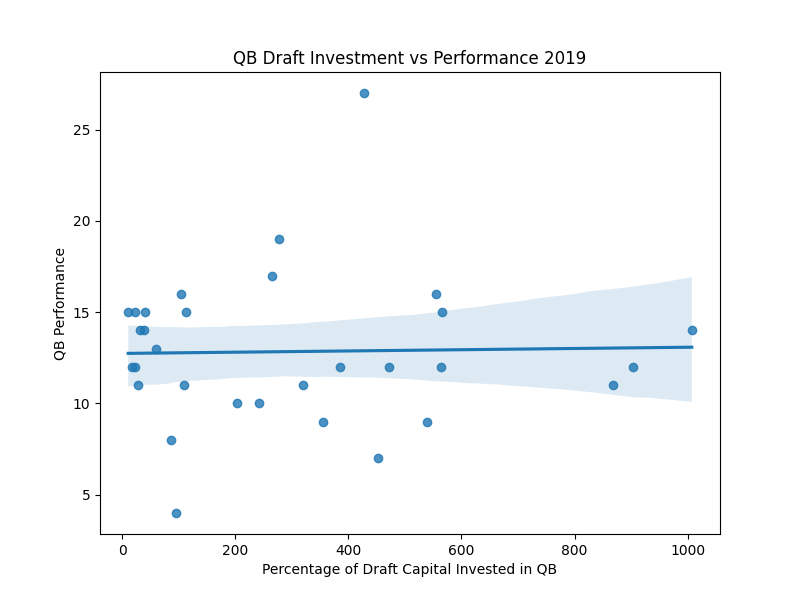 QB Draft Investment vs Performance 2019
25
20
15
10
5
QB Performance
0 200 400 600 800 1000
Percentage of Draft Capital Invested in QB